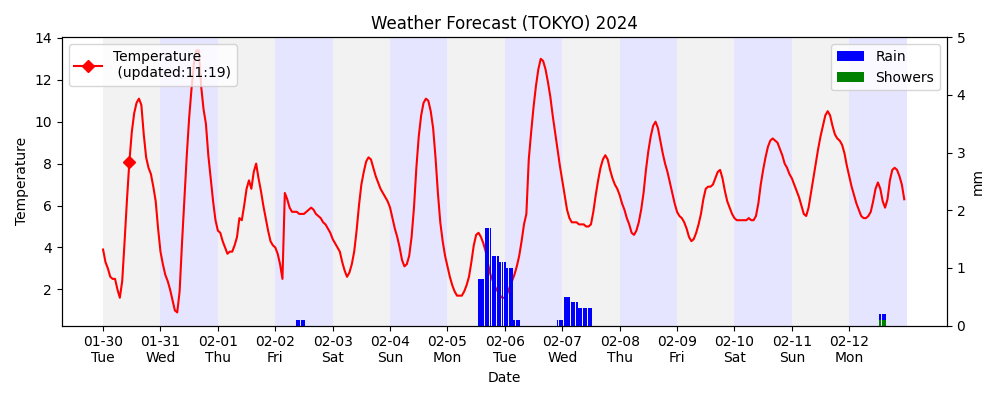 Weather Forecast (TOKYO) 2024
Temperature
(updated:11:19)
Rain
Showers
Temperature
14
12
10
8
6
4
2
5
4
3
2
1
0
mm
01-30 01-31 02-01 02-02 02-03 02-04 02-05 02-06 02-07 02-08 02-09 02-10 02-11 02-12
Tue Wed Thu Fri Sat Sun Mon Tue Wed Thu Fri Sat Sun Mon
Date